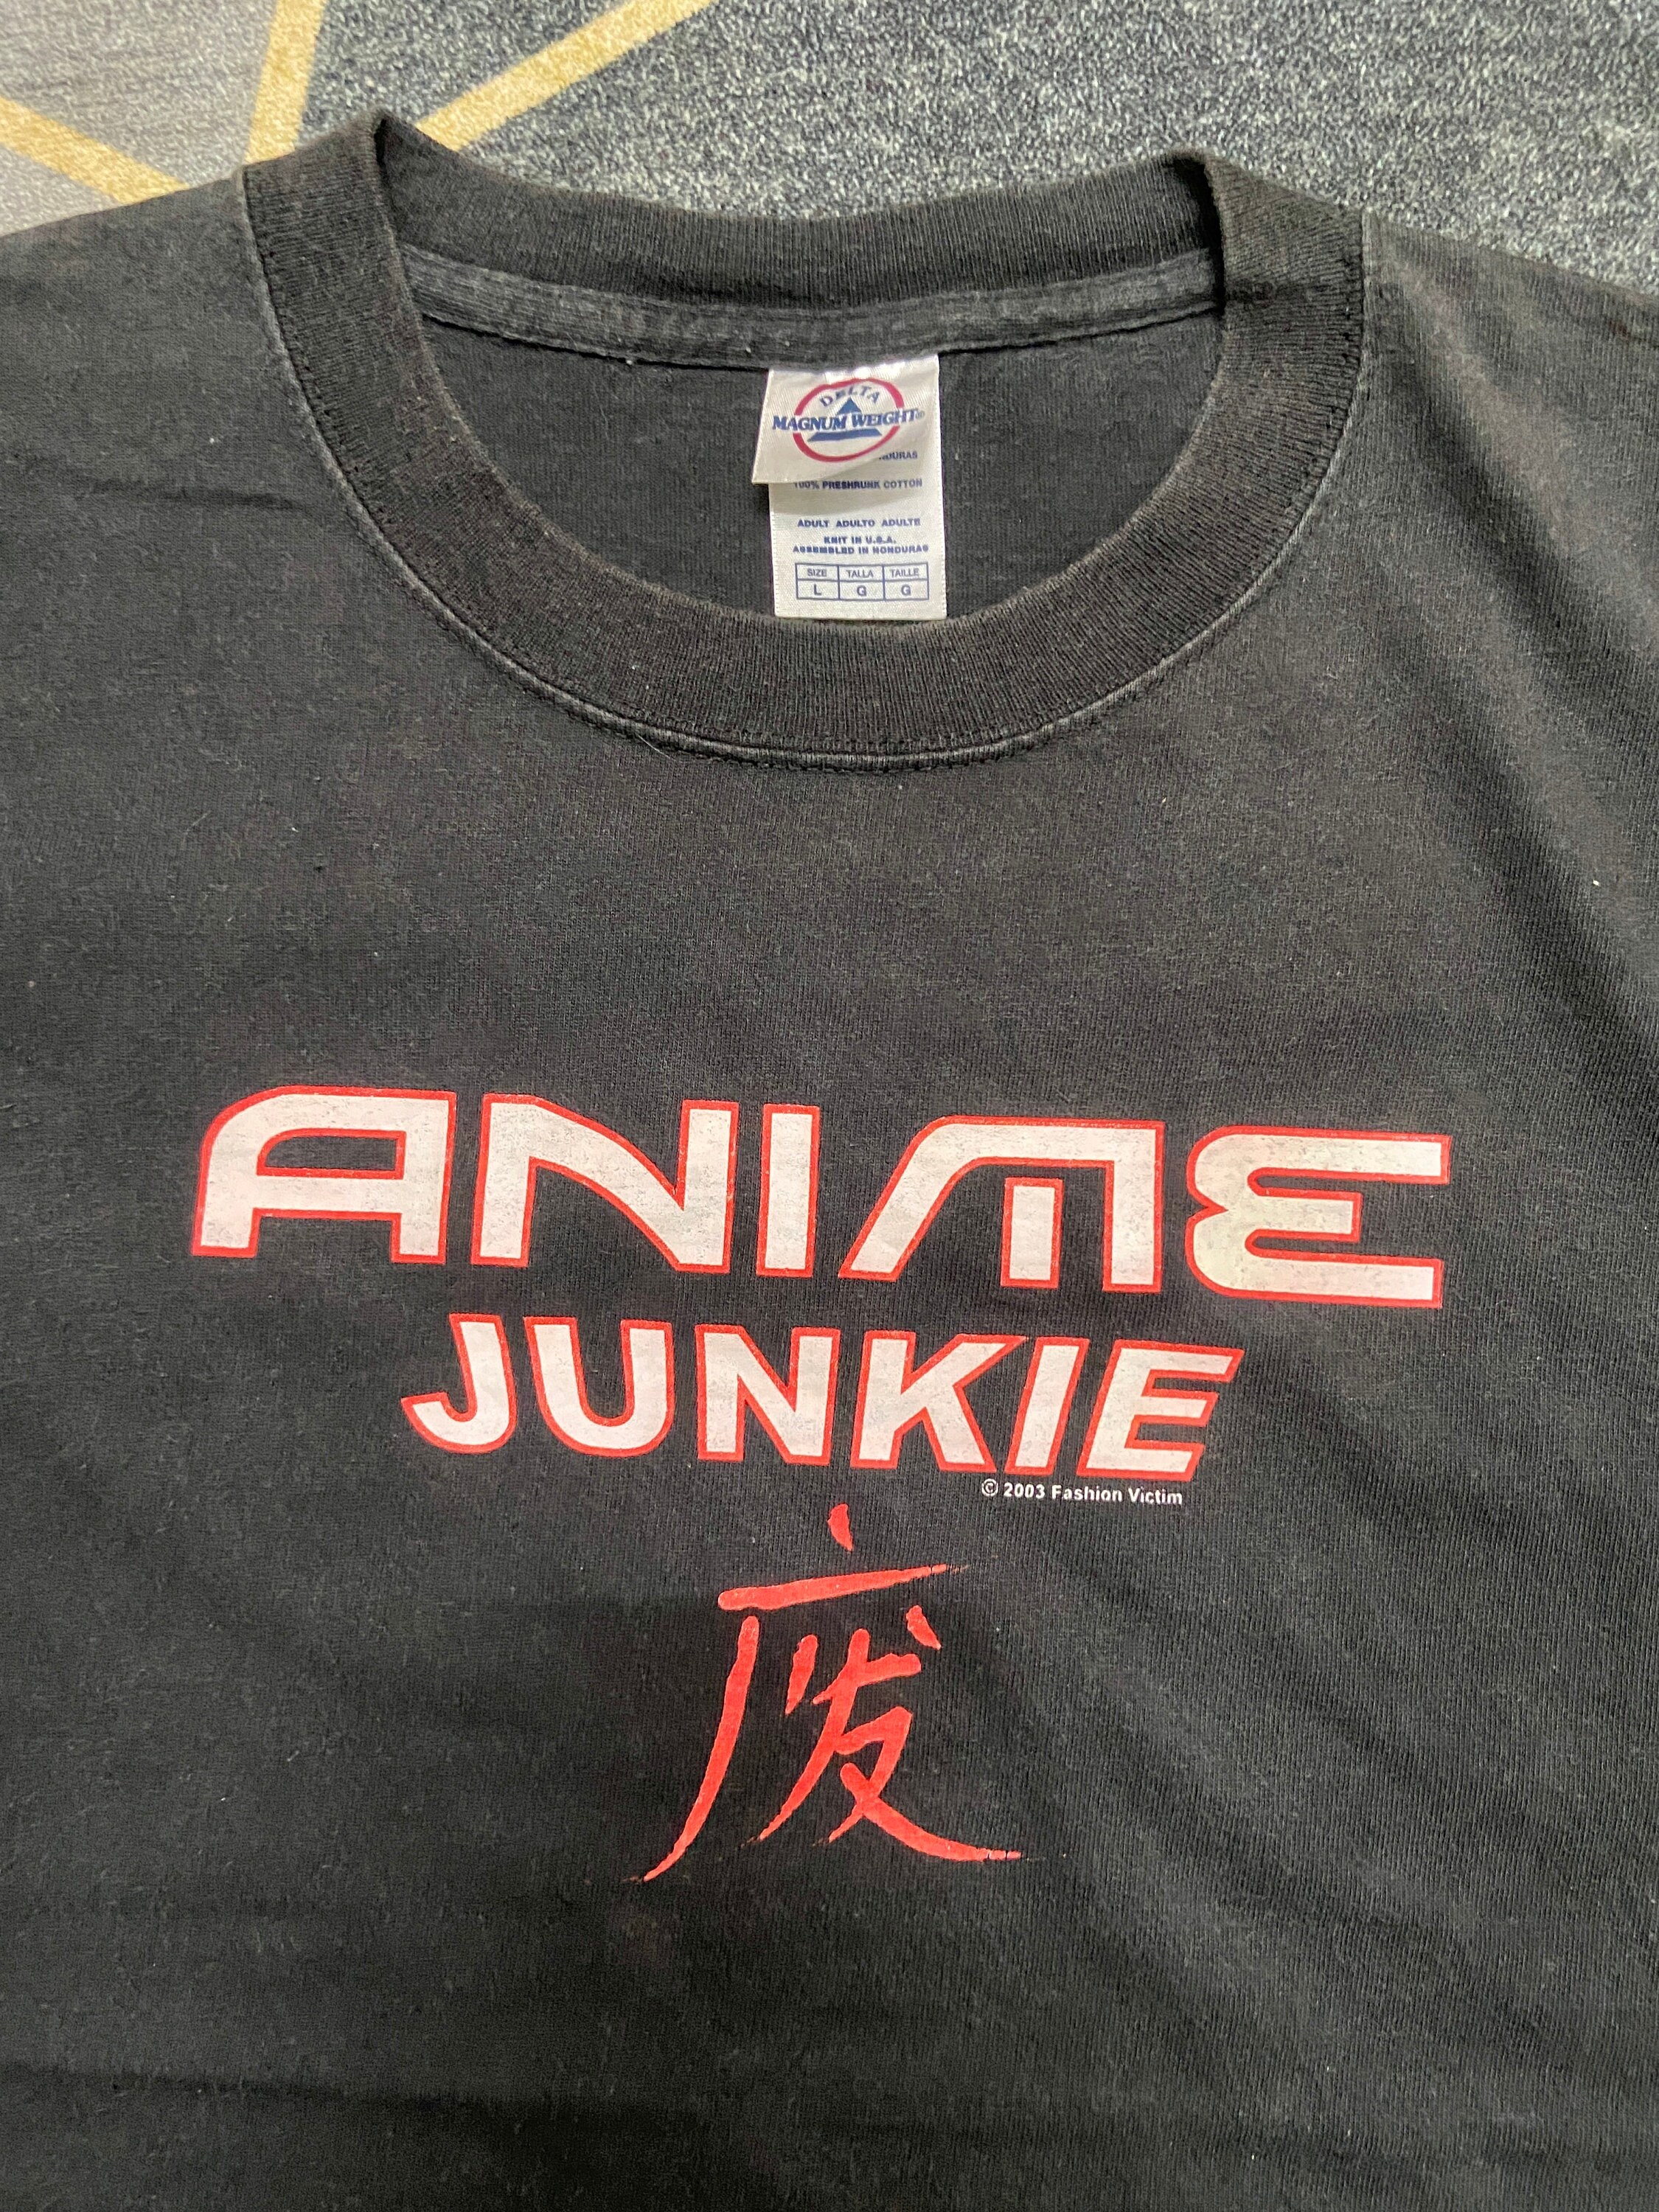 DELTA
MAGNUM WEIGHT®
100% PRESHRUNK COTTON
ADULT ADULTO ADULTE
KNIT IN U.S.A.
ASSEMBLED IN HONDURAS
SIZE TALLA TAILLE
L G G
ANIME
JUNKIE
© 2003 Fashion Victim
废